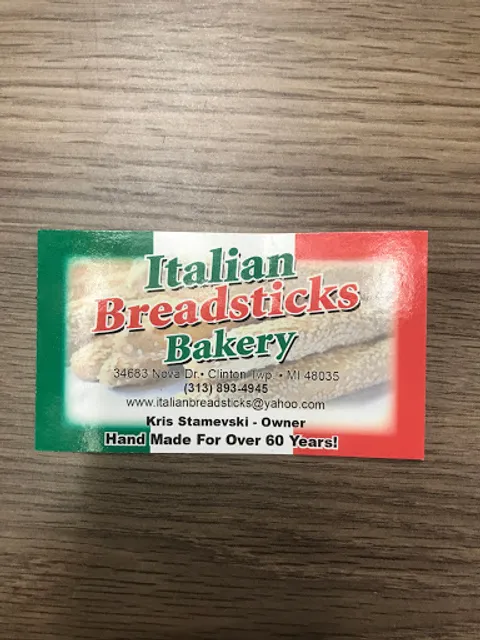 Italian
Breadsticks
Bakery
34683 Nova Dr. • Clinton Twp. • MI 48035
(313) 893-4945
www.italianbreadsticks@yahoo.com
Kris Stamevski - Owner
Hand Made For Over 60 Years!